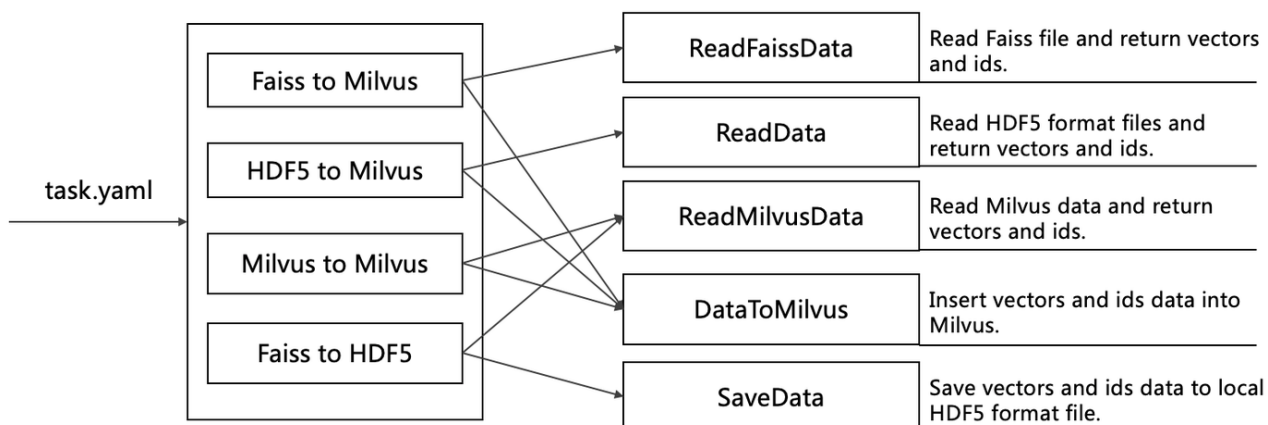 task.yaml
Faiss to Milvus
HDF5 to Milvus
Milvus to Milvus
Faiss to HDF5
ReadFaissData
Read Faiss file and return vectors
and ids.
ReadData
Read HDF5 format files and
return vectors and ids.
ReadMilvusData
Read Milvus data and return
vectors and ids.
DataToMilvus
Insert vectors and ids data into
Milvus.
SaveData
Save vectors and ids data to local
HDF5 format file.